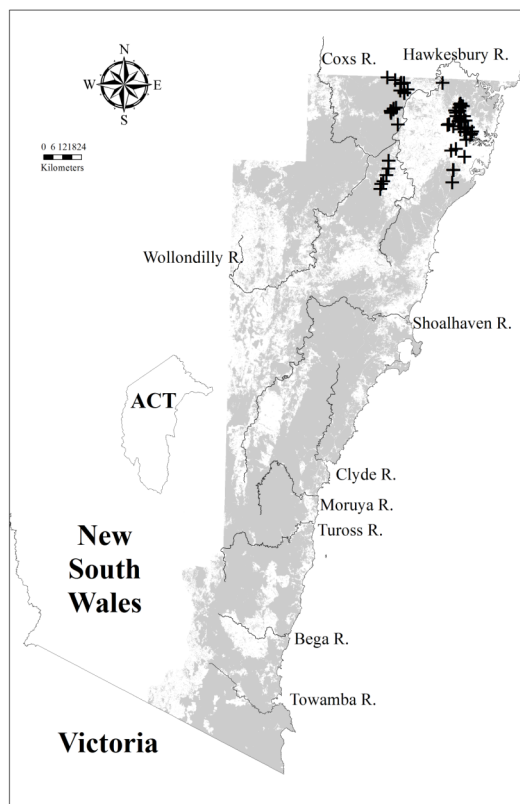 Coxs R.
Hawkesbury R.
N
W
E
S
0 6 121824
Kilometers
Wollondilly R.
Shoalhaven R.
ACT
Clyde R.
Moruya R.
Tuross R.
New
South
Wales
Bega R.
Towamba R.
Victoria